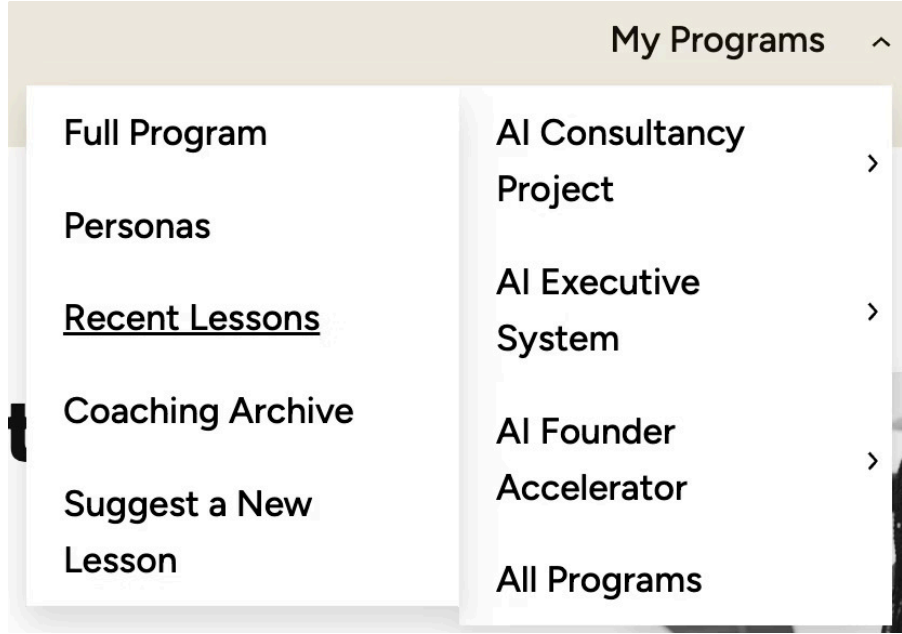 My Programs
Full Program
Personas
Recent Lessons
Coaching Archive
Suggest a New
Lesson
AI Consultancy
Project
AI Executive
System
AI Founder
Accelerator
All Programs